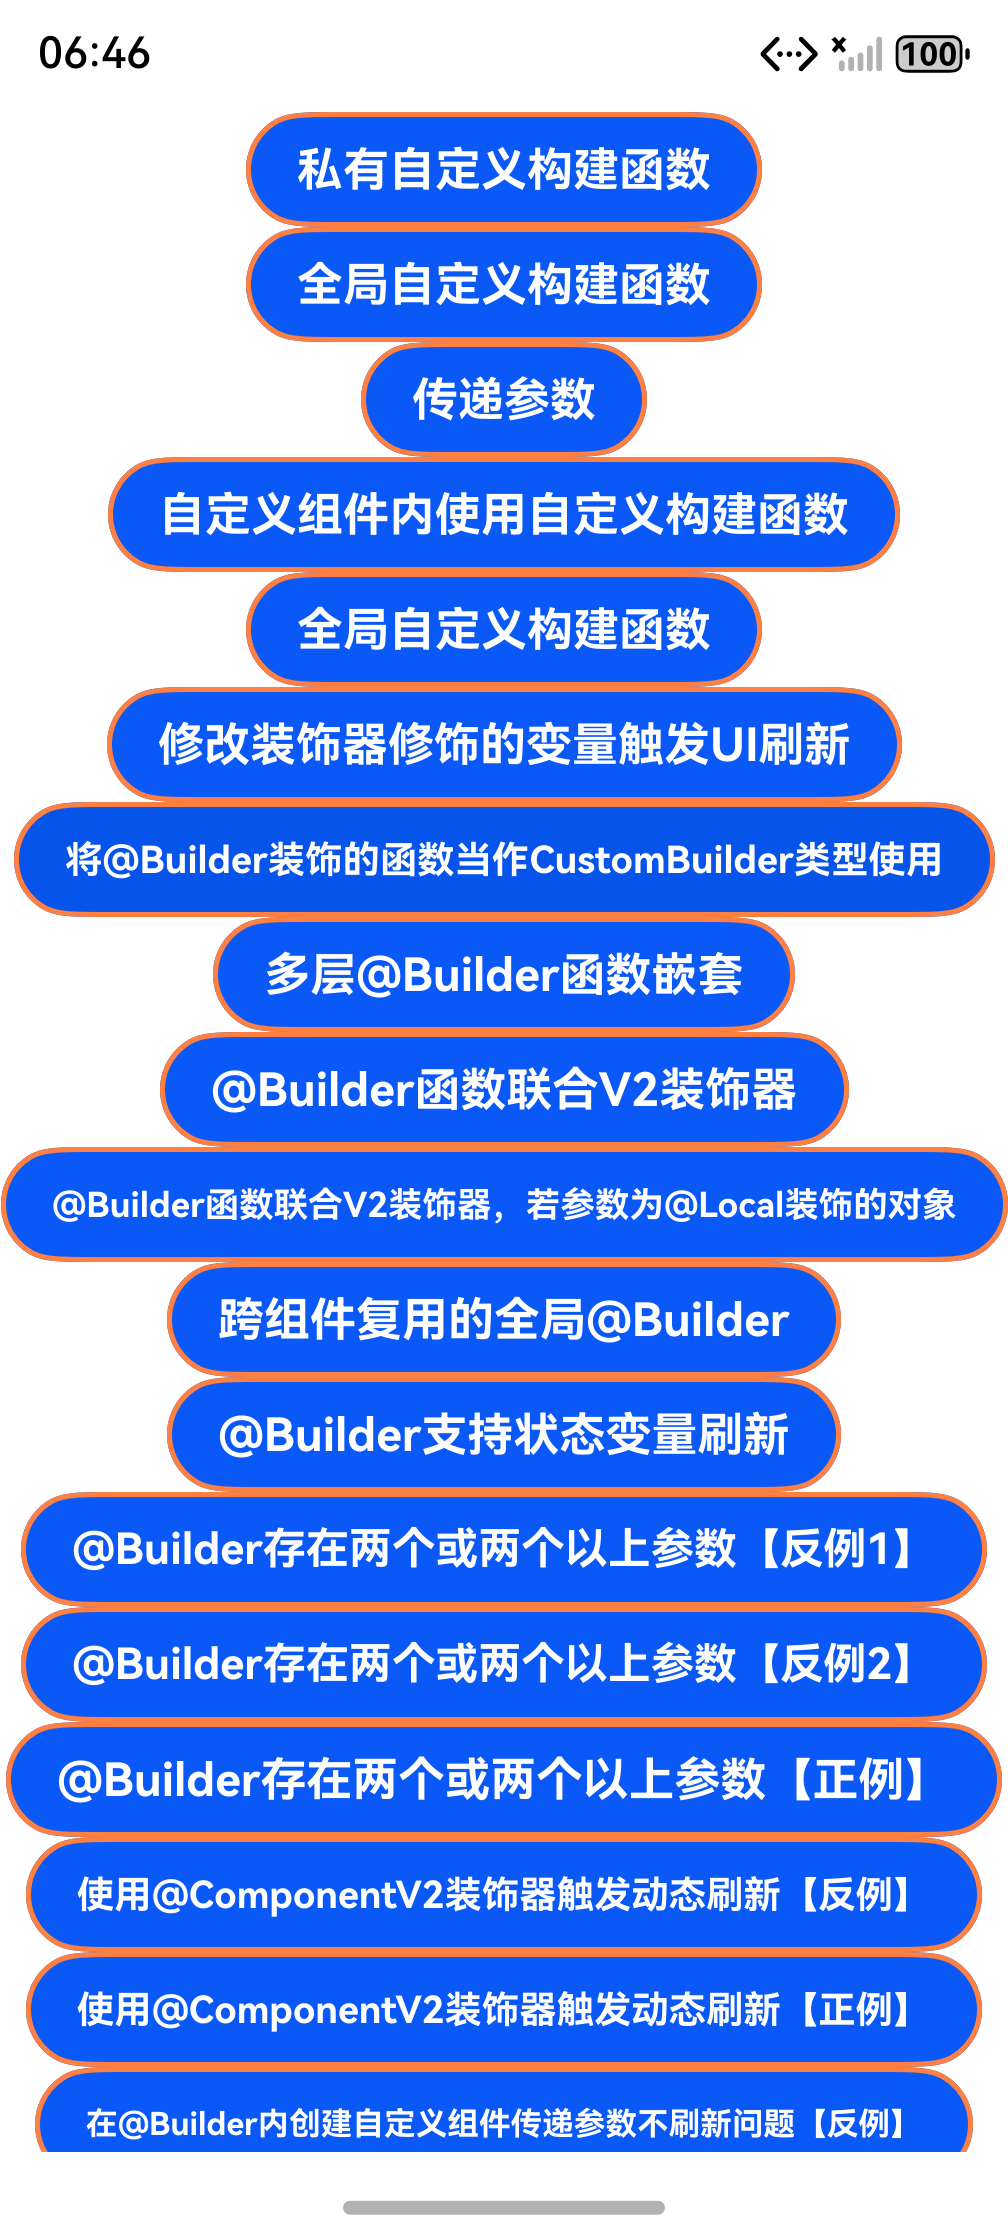 06:46
100
私有自定义构建函数
全局自定义构建函数
传递参数
自定义组件内使用自定义构建函数
全局自定义构建函数
修改装饰器修饰的变量触发UI刷新
将@Builder装饰的函数当作CustomBuilder类型使用
多层@Builder函数嵌套
@Builder函数联合V2装饰器
@Builder函数联合V2装饰器，若参数为@Local装饰的对象
跨组件复用的全局@Builder
@Builder支持状态变量刷新
@Builder存在两个或两个以上参数【反例1】
@Builder存在两个或两个以上参数【反例2】
@Builder存在两个或两个以上参数【正例】
使用@ComponentV2装饰器触发动态刷新【反例】
使用@ComponentV2装饰器触发动态刷新【正例】
在@Builder内创建自定义组件传递参数不刷新问题【反例】